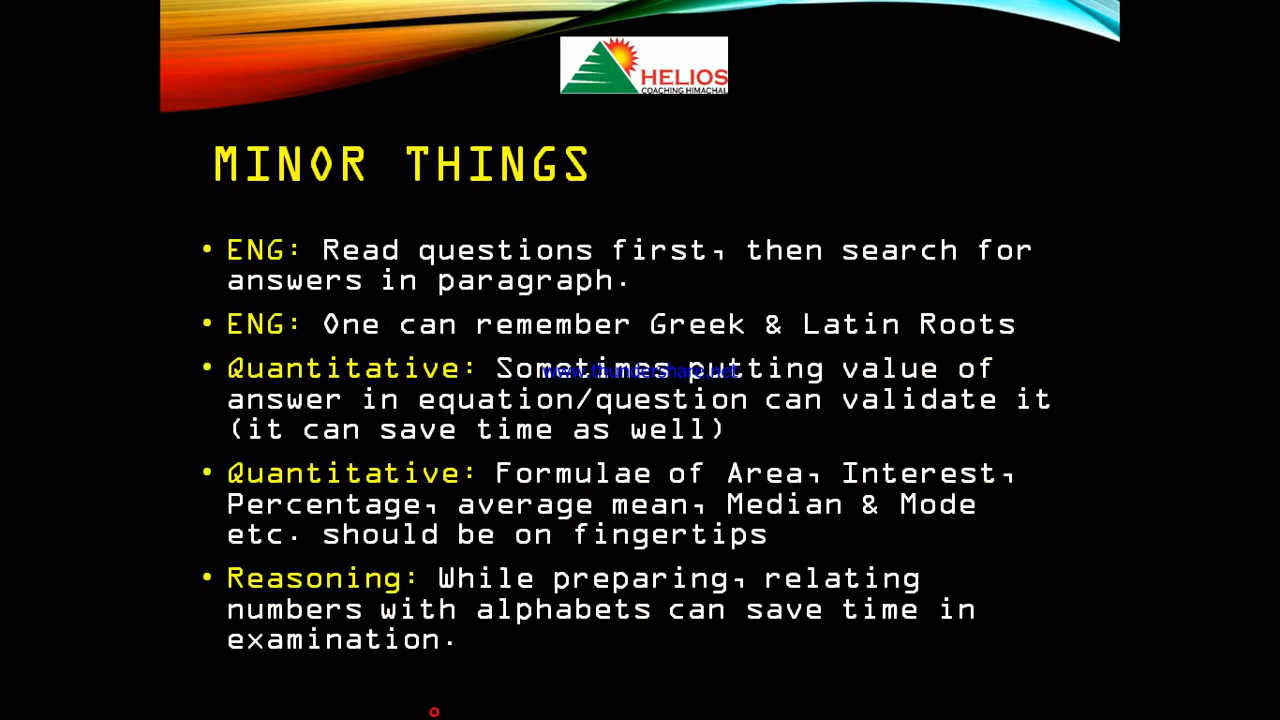 HELIOS
COACHING HIMACHAL
MINOR THINGS
• ENG: Read questions first, then search for
answers in paragraph.
• ENG: One can remember Greek & Latin Roots
• Quantitative: Sometimes putting value of
www.thundershare.net
answer in equation/question can validate it
(it can save time as well)
• Quantitative: Formulae of Area, Interest,
Percentage, average mean, Median & Mode
etc. should be on fingertips
• Reasoning: While preparing, relating
numbers with alphabets can save time in
examination.